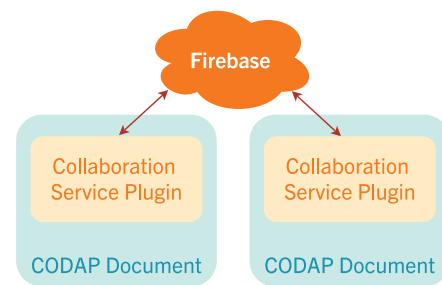 Firebase
Collaboration
Service Plugin
CODAP Document
Collaboration
Service Plugin
CODAP Document